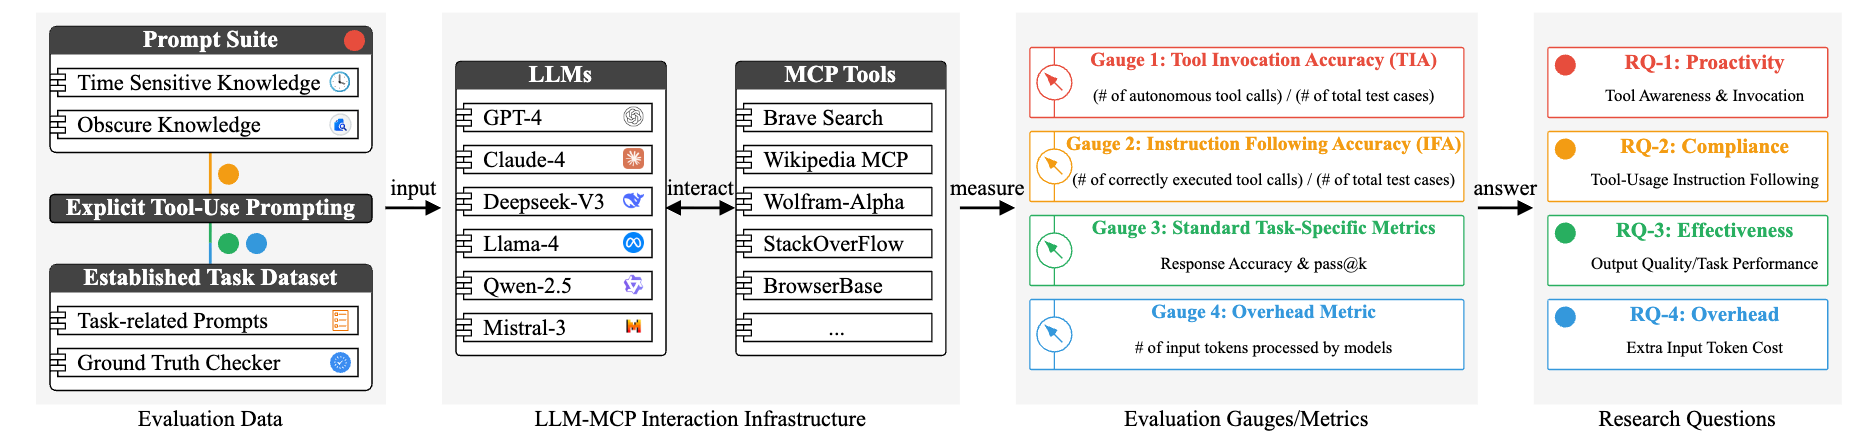 Prompt Suite
Time Sensitive Knowledge
Obscure Knowledge
Explicit Tool-Use Prompting
Established Task Dataset
Task-related Prompts
Ground Truth Checker
Evaluation Data
input
LLMs
GPT-4
Claude-4
Deepseek-V3
Llama-4
Qwen-2.5
Mistral-3
interact
MCP Tools
Brave Search
Wikipedia MCP
Wolfram-Alpha
StackOverFlow
BrowserBase
...
LLM-MCP Interaction Infrastructure
measure
Gauge 1: Tool Invocation Accuracy (TIA)
(# of autonomous tool calls) / (# of total test cases)
Gauge 2: Instruction Following Accuracy (IFA)
(# of correctly executed tool calls) / (# of total test cases)
Gauge 3: Standard Task-Specific Metrics
Response Accuracy & pass@k
Gauge 4: Overhead Metric
# of input tokens processed by models
Evaluation Gauges/Metrics
answer
RQ-1: Proactivity
Tool Awareness & Invocation
RQ-2: Compliance
Tool-Usage Instruction Following
RQ-3: Effectiveness
Output Quality/Task Performance
RQ-4: Overhead
Extra Input Token Cost
Research Questions